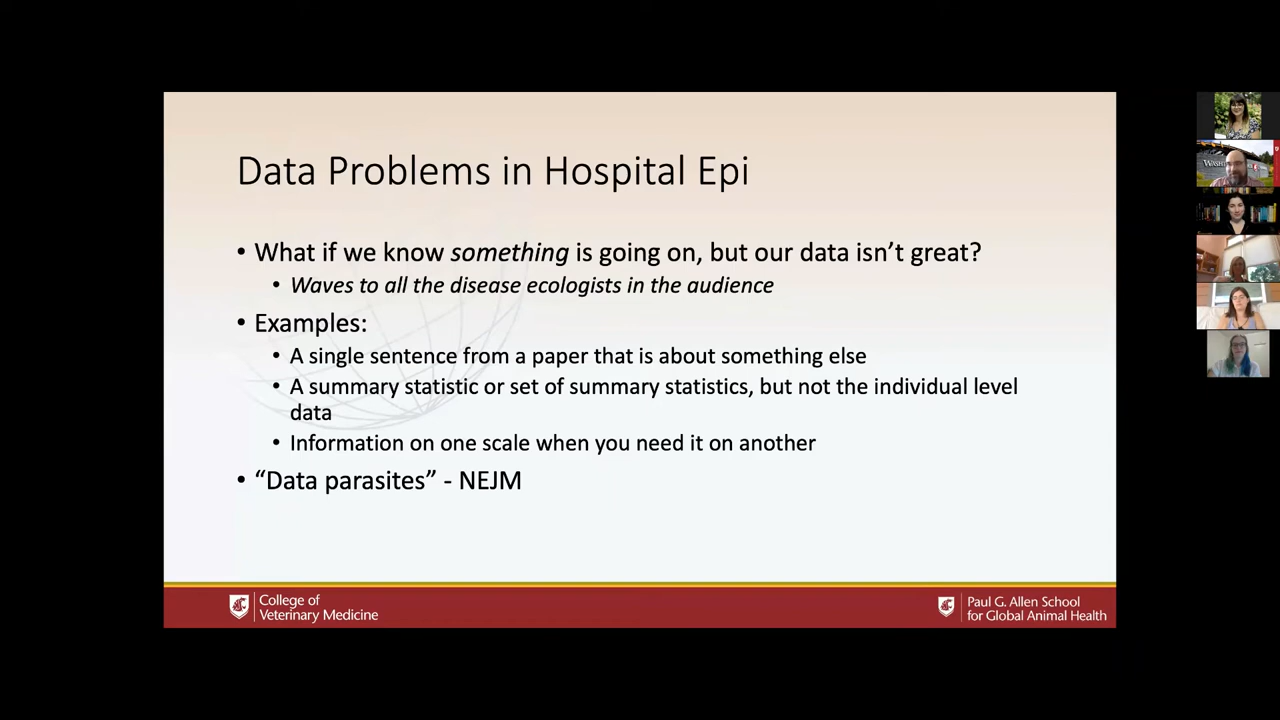 Data Problems in Hospital Epi
• What if we know something is going on, but our data isn’t great?
• Waves to all the disease ecologists in the audience
• Examples:
• A single sentence from a paper that is about something else
• A summary statistic or set of summary statistics, but not the individual level
data
• Information on one scale when you need it on another
• “Data parasites” - NEJM
College of
Veterinary Medicine
Paul G. Allen School
for Global Animal Health